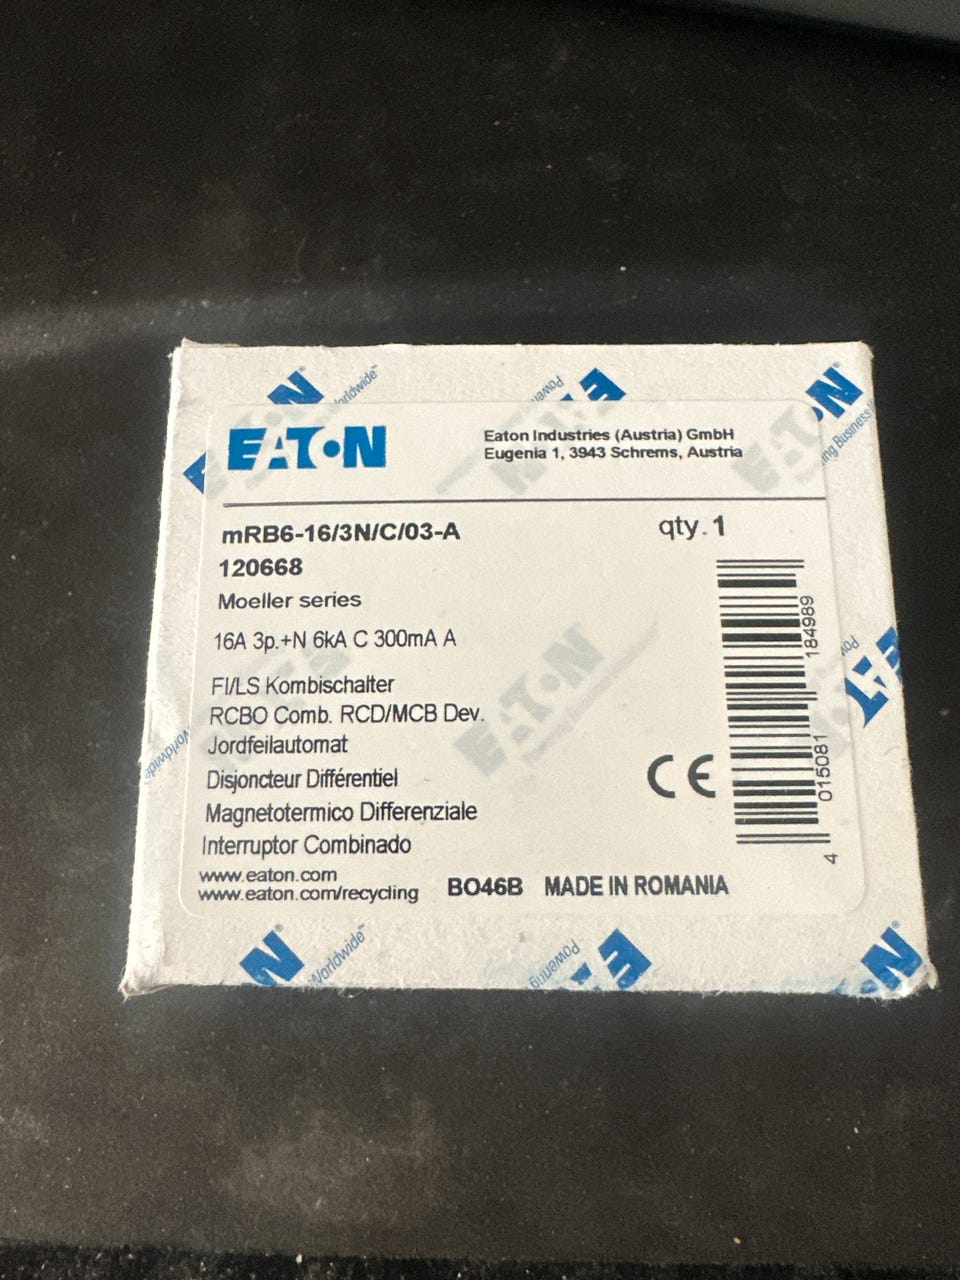 EATON
Eaton Industries (Austria) GmbH
Eugenia 1, 3943 Schrems, Austria
mRB6-16/3N/C/03-A
qty.1
120668
Moeller series
16A 3p.+N 6kA C 300mA A
FI/LS Kombischalter
RCBO Comb. RCD/MCB Dev.
Jordfeilautomat
Disjoncteur Différentiel
Magnetotermico Differenziale
Interruptor Combinado
www.eaton.com
www.eaton.com/recycling
BO46B MADE IN ROMANIA
CE
4 015081 184989
Worldwide™
Powering